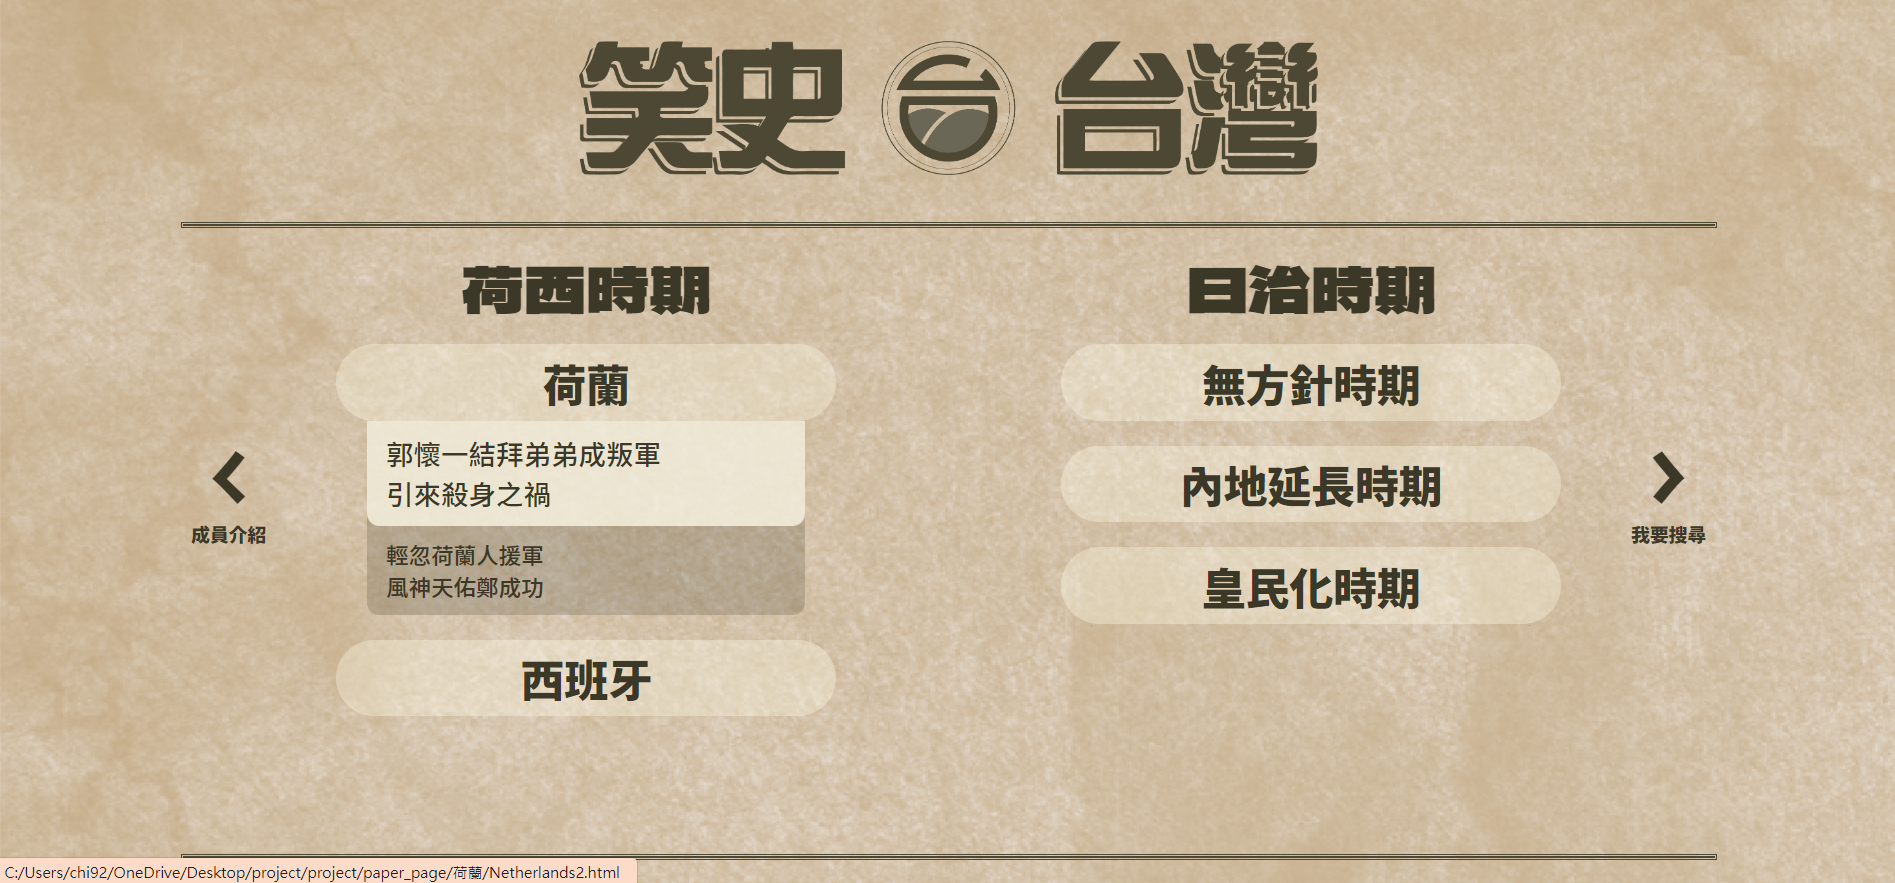 笑史 台灣
荷西時期
荷蘭
郭懷一結拜弟弟成叛軍
引來殺身之禍
輕忽荷蘭人援軍
風神天佑鄭成功
西班牙
日治時期
無方針時期
內地延長時期
皇民化時期
成員介紹
我要搜尋
C:/Users/chi92/OneDrive/Desktop/project/project/paper_page/荷蘭/Netherlands2.html